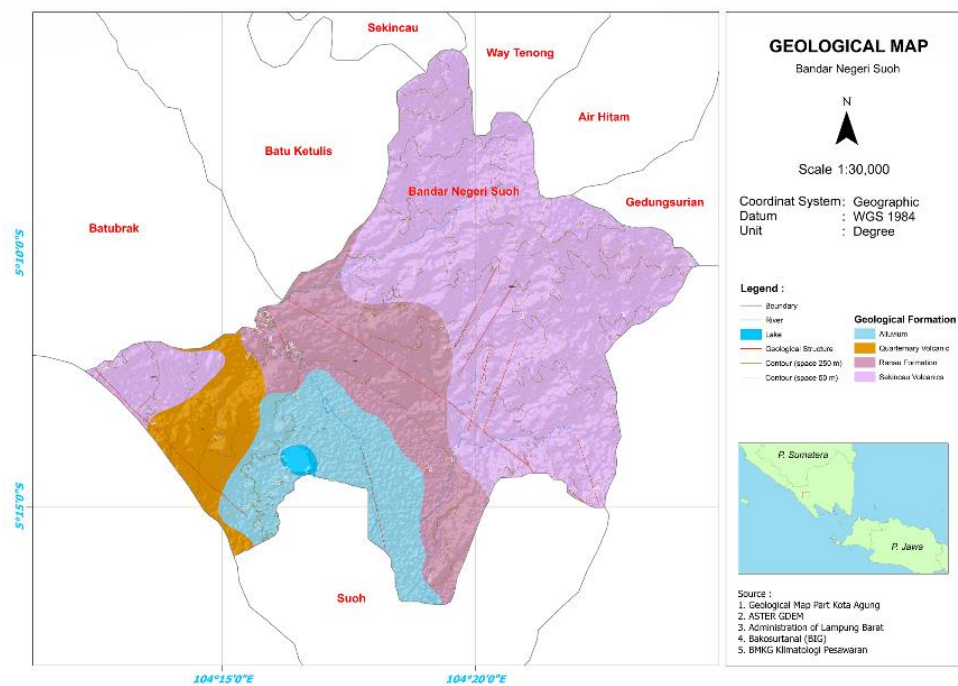 Sekincau
Way Tenong
Air Hitam
Batu Ketulis
Bandar Negeri Suoh
Gedungsurian
Batubrak
Suoh
5°10'0"S
5°15'0"S
104°15'0"E
104°20'0"E
GEOLOGICAL MAP
Bandar Negeri Suoh
N
Scale 1:30,000
Coordinat System : Geographic
Datum : WGS 1984
Unit : Degree
Legend :
Boundary
River
Lake
Geological Structure
Contour (space 250 m)
Contour (space 50 m)
Geological Formation
Alluvium
Quarternary Volcanic
Ranau Formation
Sekincau Volcanics
P. Sumatera
P. Jawa
Source :
1. Geological Map Part Kota Agung
2. ASTER GDEM
3. Administration of Lampung Barat
4. Bakosurtanal (BIG)
5. BMKG Klimatologi Pesawaran